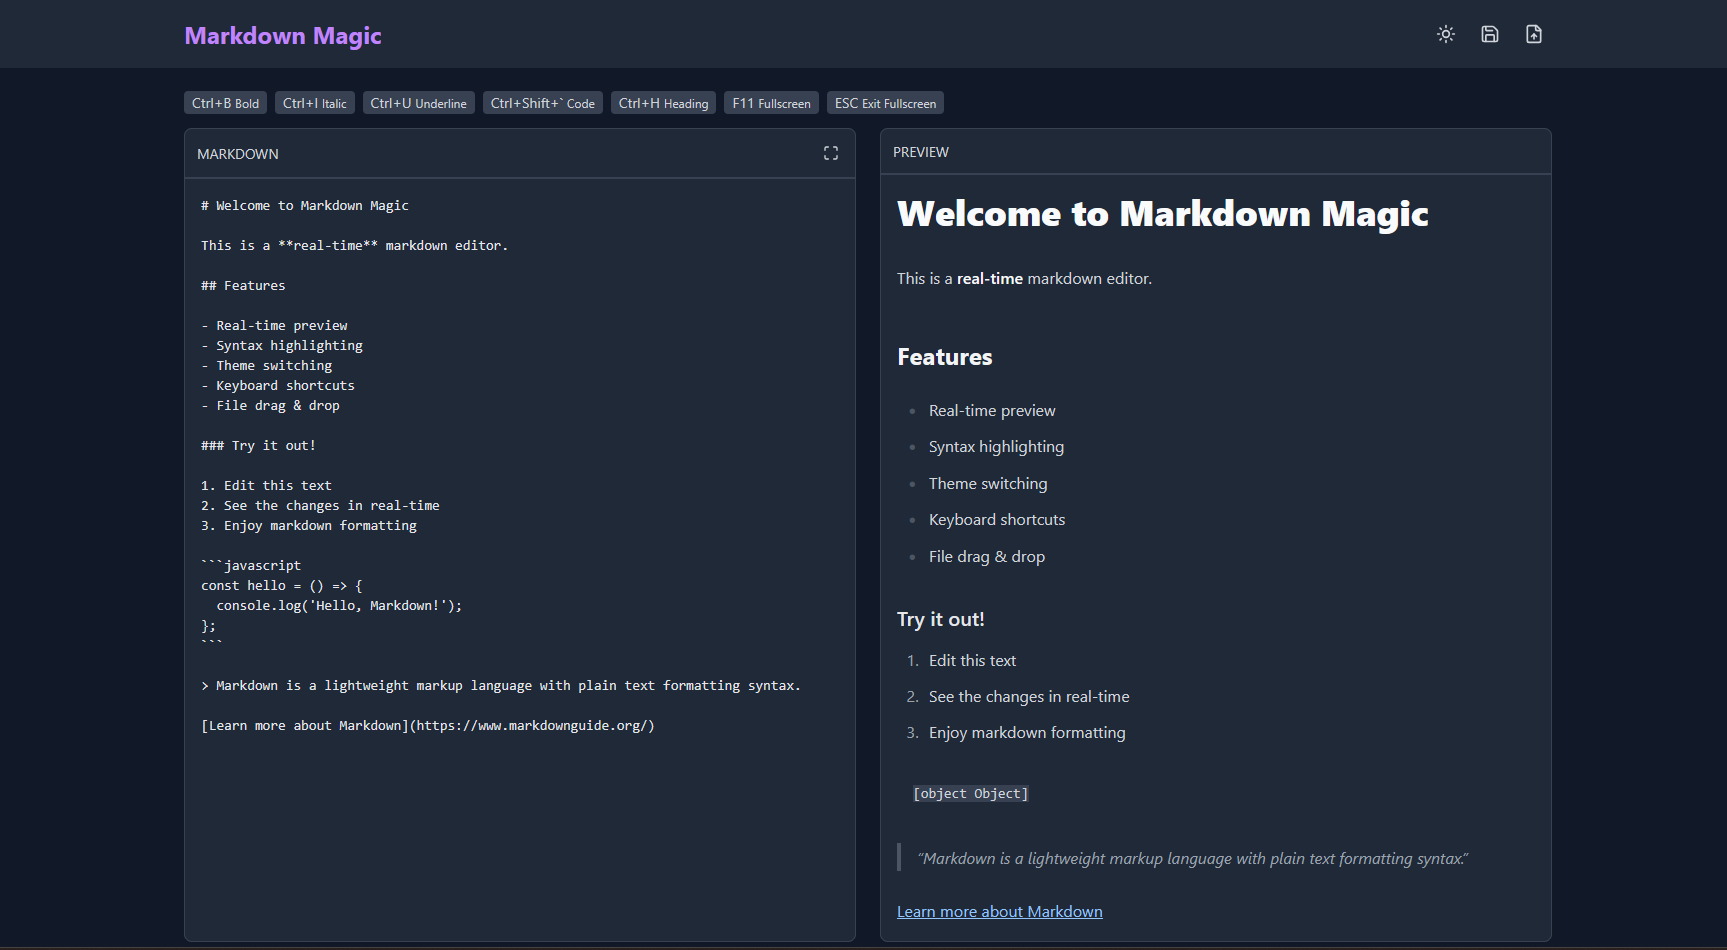 Markdown Magic
Ctrl+B Bold Ctrl+I Italic Ctrl+U Underline Ctrl+Shift+` Code Ctrl+H Heading F11 Fullscreen ESC Exit Fullscreen
MARKDOWN
# Welcome to Markdown Magic
This is a **real-time** markdown editor.
## Features
- Real-time preview
- Syntax highlighting
- Theme switching
- Keyboard shortcuts
- File drag & drop
### Try it out!
1. Edit this text
2. See the changes in real-time
3. Enjoy markdown formatting
```javascript
const hello = () => {
  console.log('Hello, Markdown!');
};
```
> Markdown is a lightweight markup language with plain text formatting syntax.
[Learn more about Markdown](https://www.markdownguide.org/)
PREVIEW
Welcome to Markdown Magic
This is a real-time markdown editor.
Features
• Real-time preview
• Syntax highlighting
• Theme switching
• Keyboard shortcuts
• File drag & drop
Try it out!
1. Edit this text
2. See the changes in real-time
3. Enjoy markdown formatting
[object Object]
“Markdown is a lightweight markup language with plain text formatting syntax.”
Learn more about Markdown